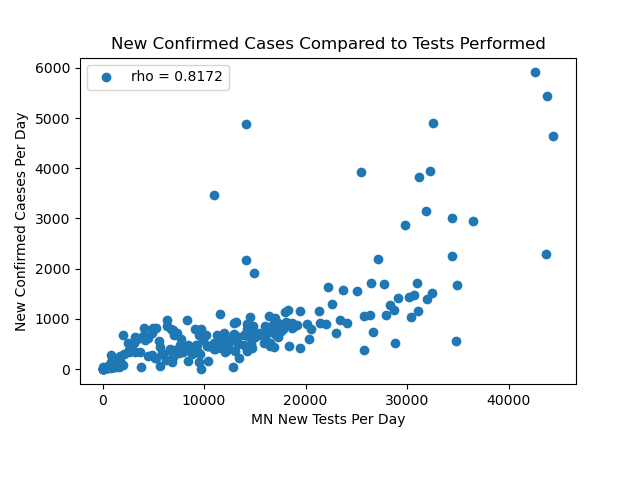 New Confirmed Cases Compared to Tests Performed
rho = 0.8172
6000
5000
4000
3000
2000
1000
0
New Confirmed Caeses Per Day
0 10000 20000 30000 40000
MN New Tests Per Day